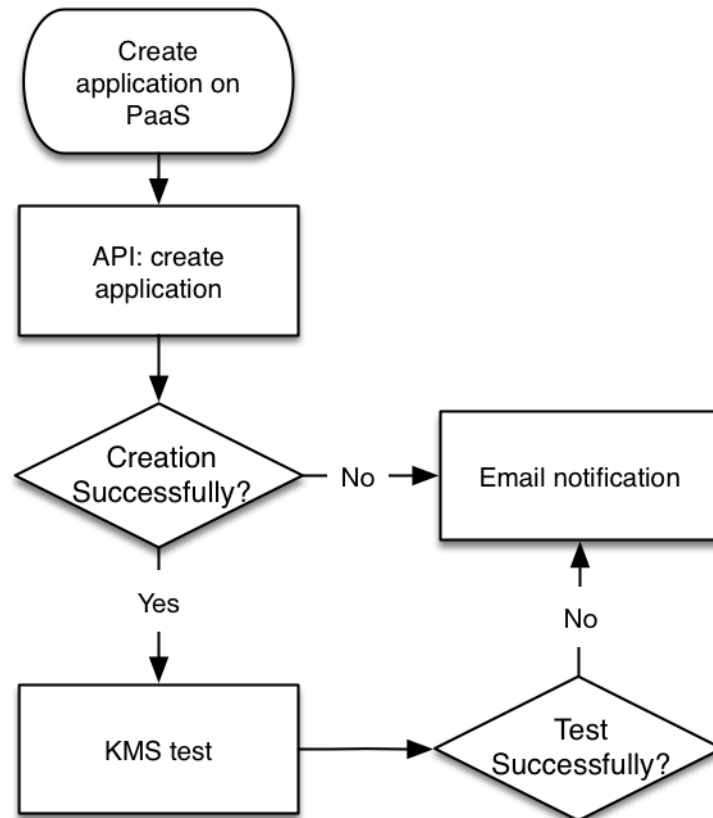 Create
application on
PaaS
API: create
application
Creation
Successfully?
No
Email notification
Yes
No
KMS test
Test
Successfully?